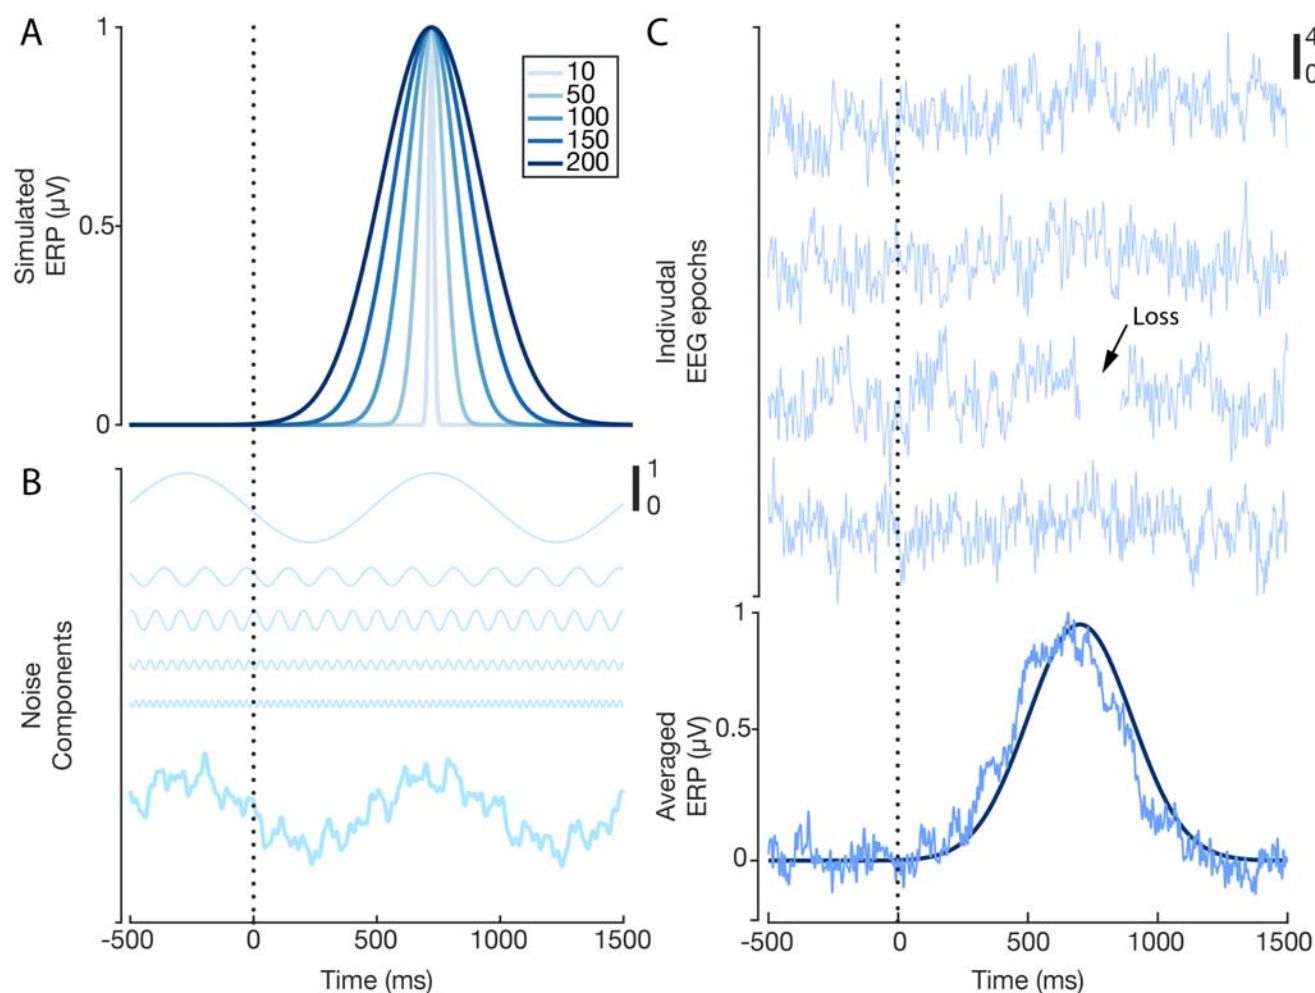 A
1
0.5
0
Simulated
ERP (µV)
10
50
100
150
200
B
1
0
Noise
Components
-500
0
500
1000
1500
Time (ms)
C
4
0
Indivudal
EEG epochs
Loss
1
0.5
0
Averaged
ERP (µV)
-500
0
500
1000
1500
Time (ms)